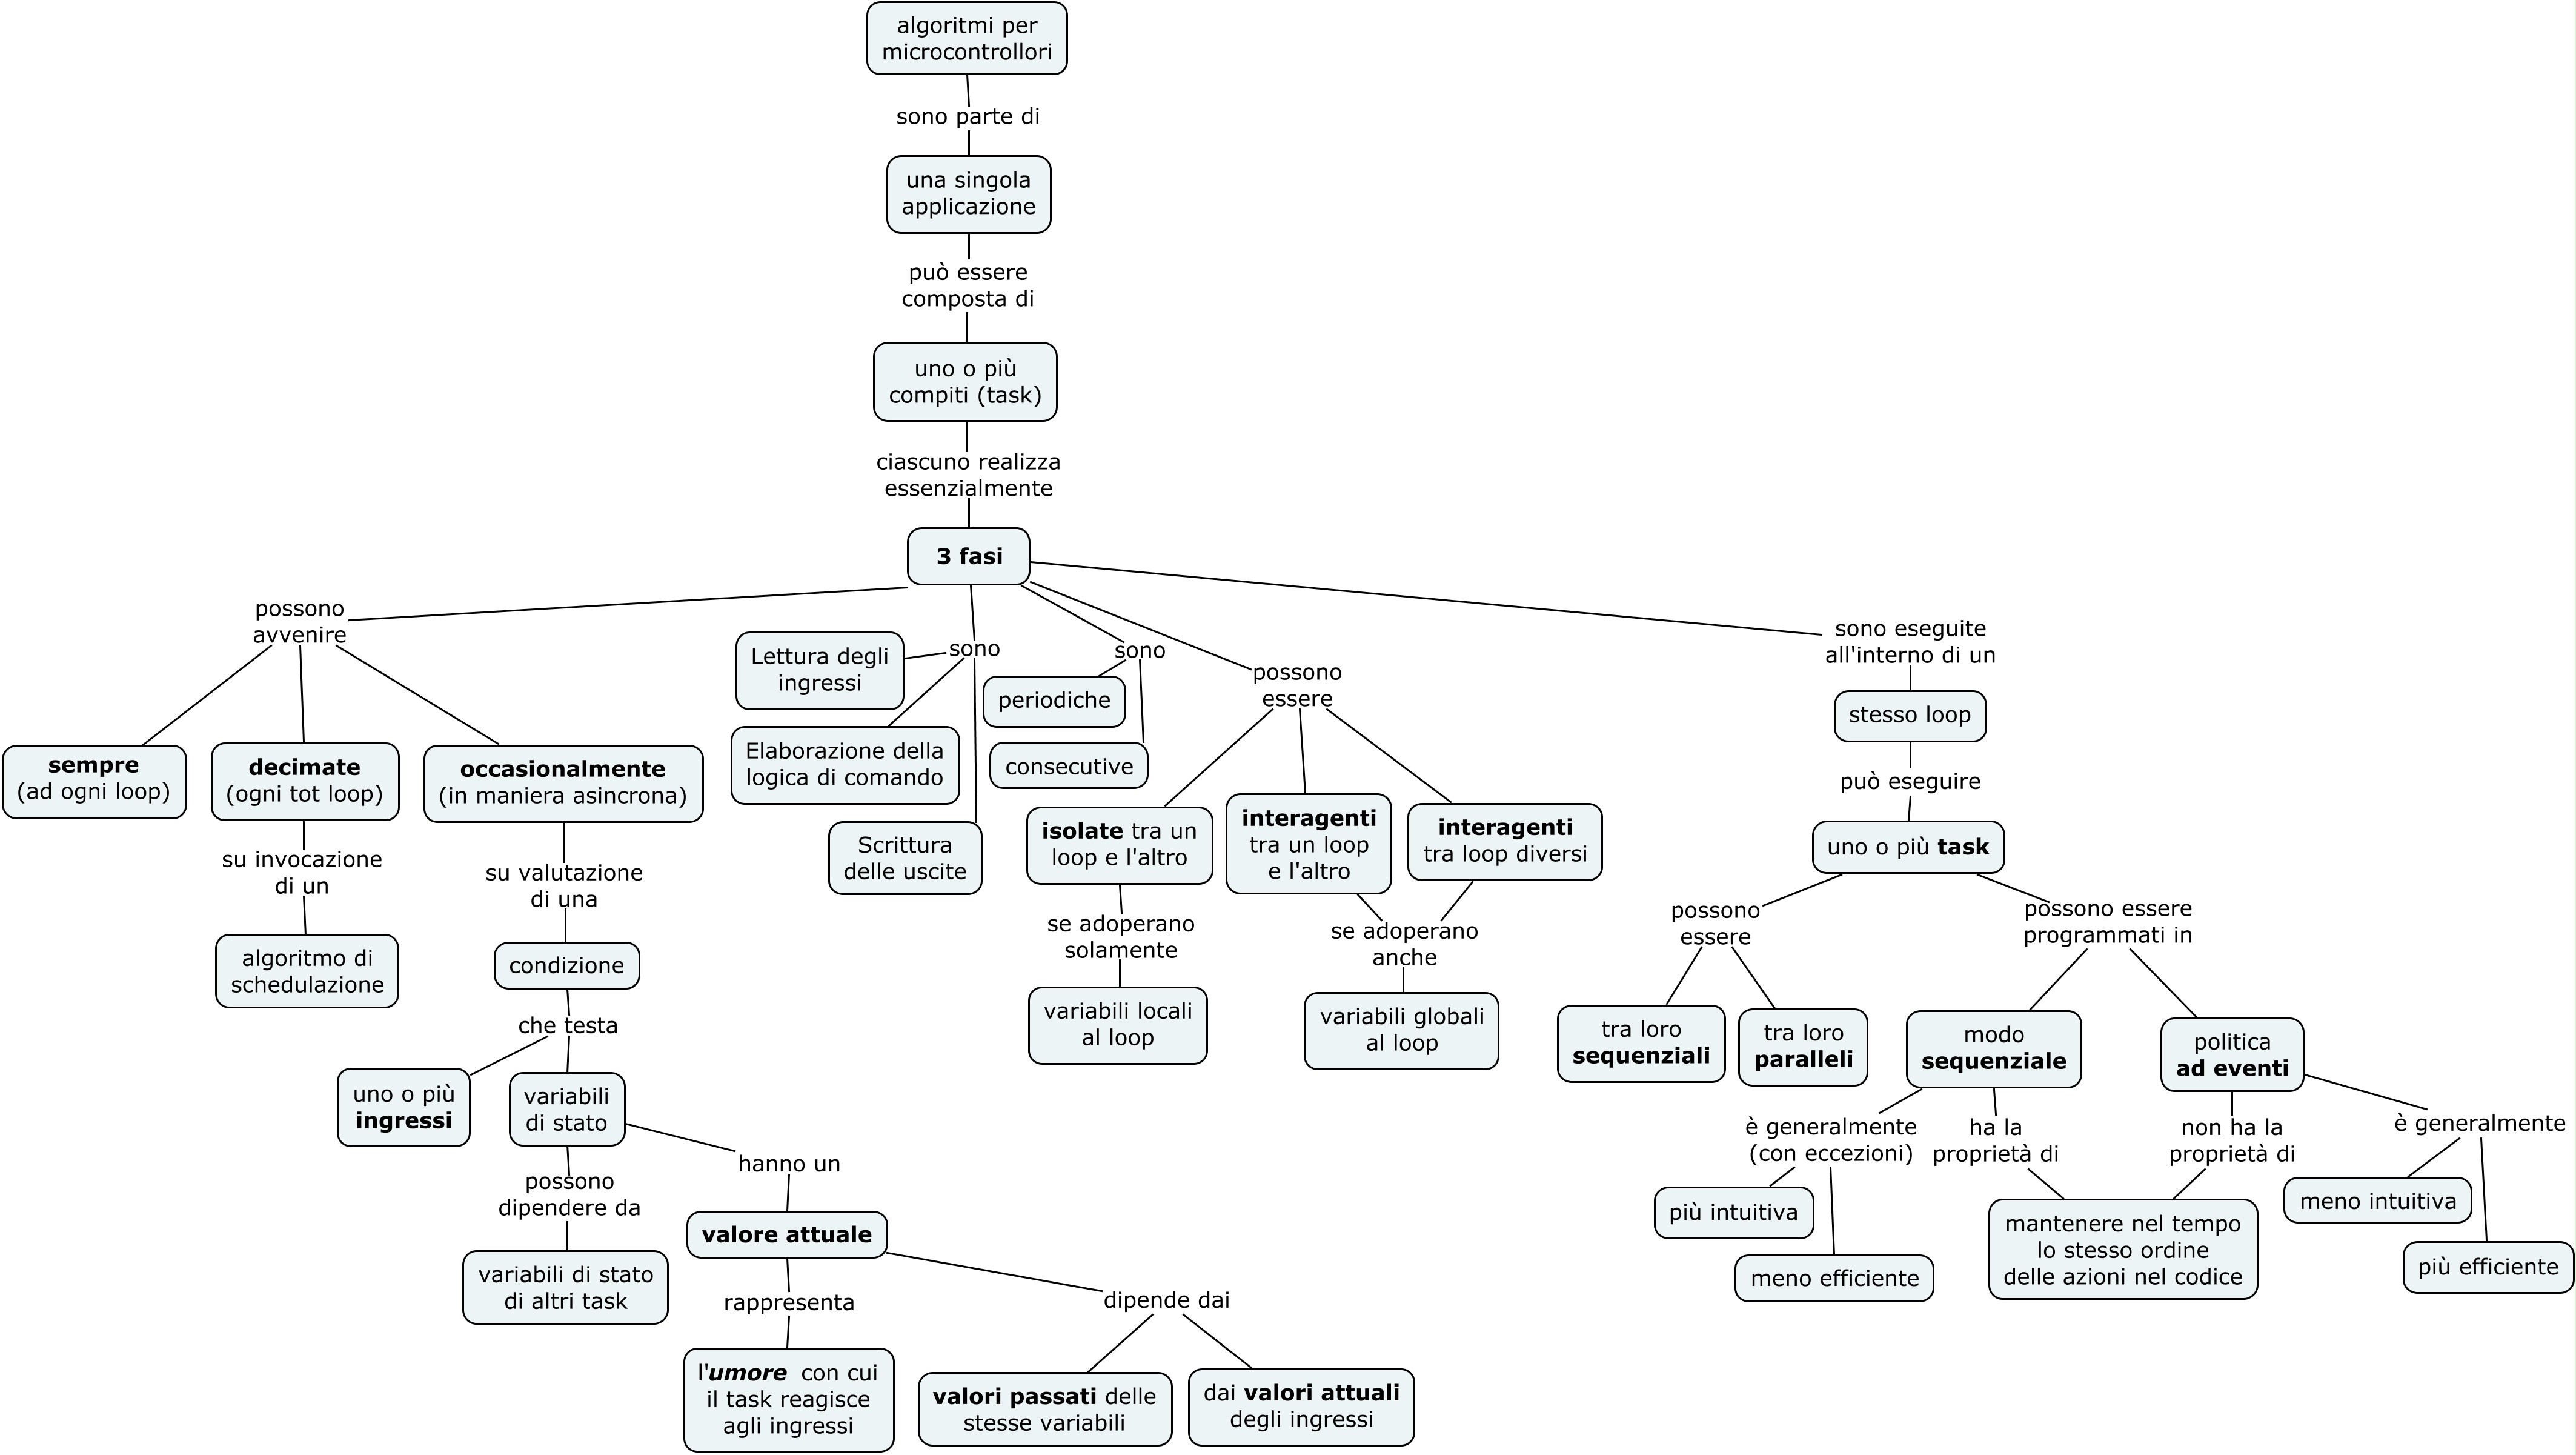 algoritmi per
microcontrollori
sono parte di
una singola
applicazione
può essere
composta di
uno o più
compiti (task)
ciascuno realizza
essenzialmente
3 fasi
possono
avvenire
sempre
(ad ogni loop)
decimate
(ogni tot loop)
su invocazione
di un
algoritmo di
schedulazione
occasionalmente
(in maniera asincrona)
su valutazione
di una
condizione
che testa
uno o più
ingressi
variabili
di stato
possono
dipendere da
variabili di stato
di altri task
hanno un
valore attuale
rappresenta
l'umore con cui
il task reagisce
agli ingressi
dipende dai
valori passati delle
stesse variabili
dai valori attuali
degli ingressi
sono
Lettura degli
ingressi
Elaborazione della
logica di comando
Scrittura
delle uscite
sono
periodiche
consecutive
possono
essere
isolate tra un
loop e l'altro
se adoperano
solamente
variabili locali
al loop
interagenti
tra un loop
e l'altro
interagenti
tra loop diversi
se adoperano
anche
variabili globali
al loop
sono eseguite
all'interno di un
stesso loop
può eseguire
uno o più task
possono
essere
tra loro
sequenziali
tra loro
paralleli
possono essere
programmati in
modo
sequenziale
è generalmente
(con eccezioni)
più intuitiva
meno efficiente
ha la
proprietà di
politica
ad eventi
non ha la
proprietà di
mantenere nel tempo
lo stesso ordine
delle azioni nel codice
è generalmente
meno intuitiva
più efficiente